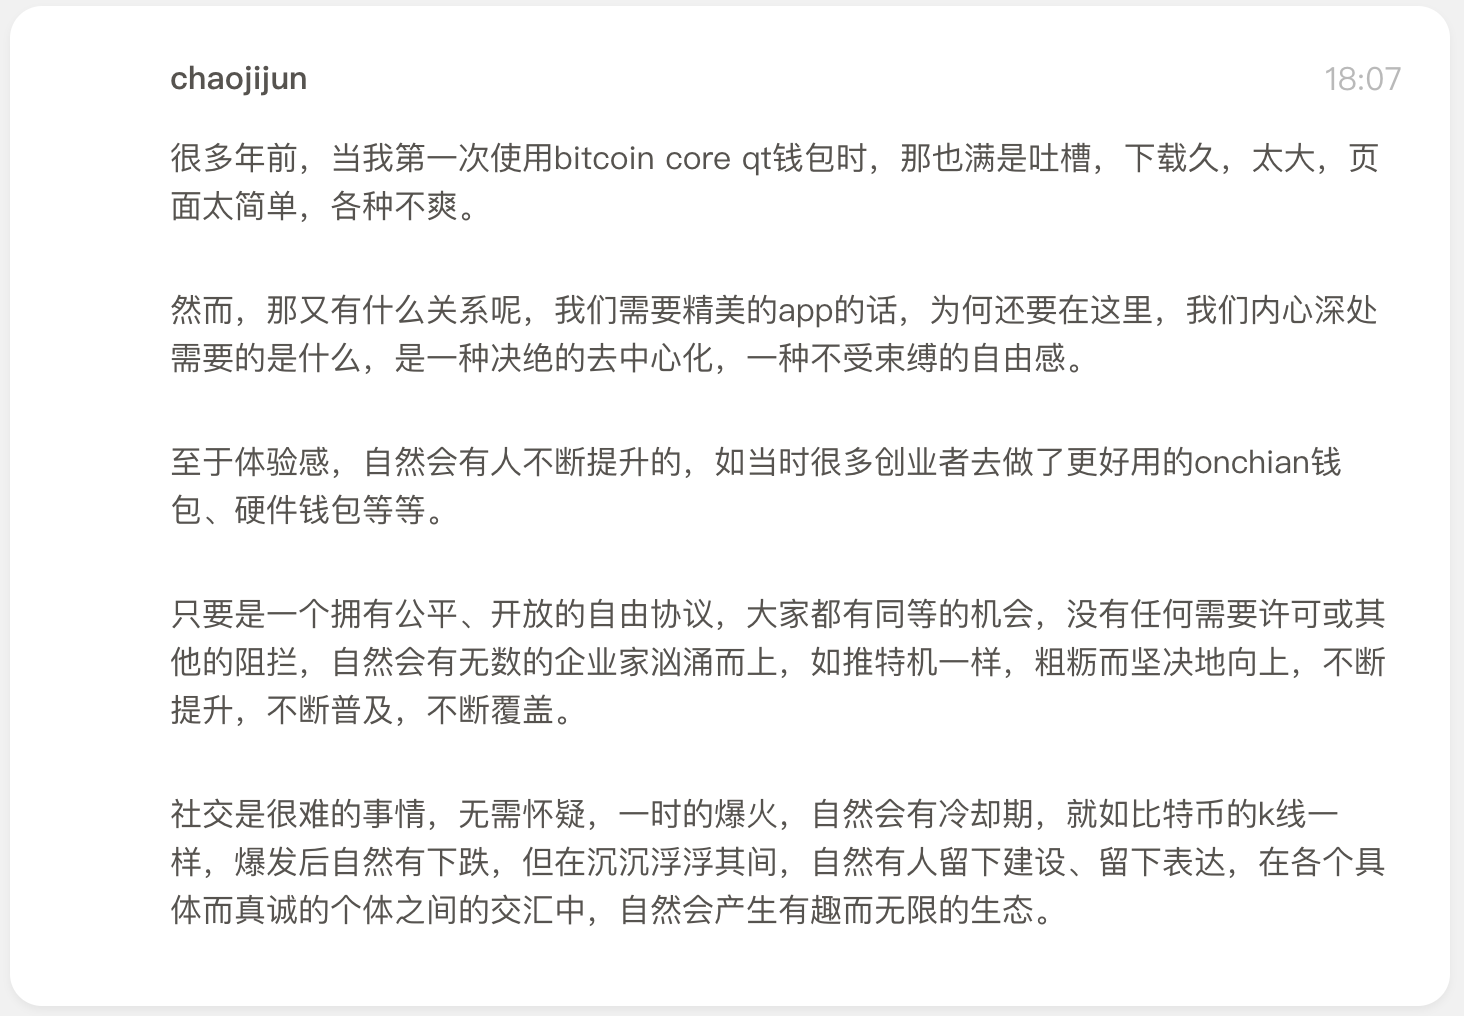 chaojijun
18:07
很多年前，当我第一次使用bitcoin core qt钱包时，那也满是吐槽，下载久，太大，页
面太简单，各种不爽。
然而，那又有什么关系呢，我们需要精美的app的话，为何还要在这里，我们内心深处
需要的是什么，是一种决绝的去中心化，一种不受束缚的自由感。
至于体验感，自然会有人不断提升的，如当时很多创业者去做了更好用的onchian钱
包、硬件钱包等等。
只要是一个拥有公平、开放的自由协议，大家都有同等的机会，没有任何需要许可或其
他的阻拦，自然会有无数的企业家汹涌而上，如推特机一样，粗粝而坚决地向上，不断
提升，不断普及，不断覆盖。
社交是很难的事情，无需怀疑，一时的爆火，自然会有冷却期，就如比特币的k线一
样，爆发后自然有下跌，但在沉沉浮浮其间，自然有人留下建设、留下表达，在各个具
体而真诚的个体之间的交汇中，自然会产生有趣而无限的生态。